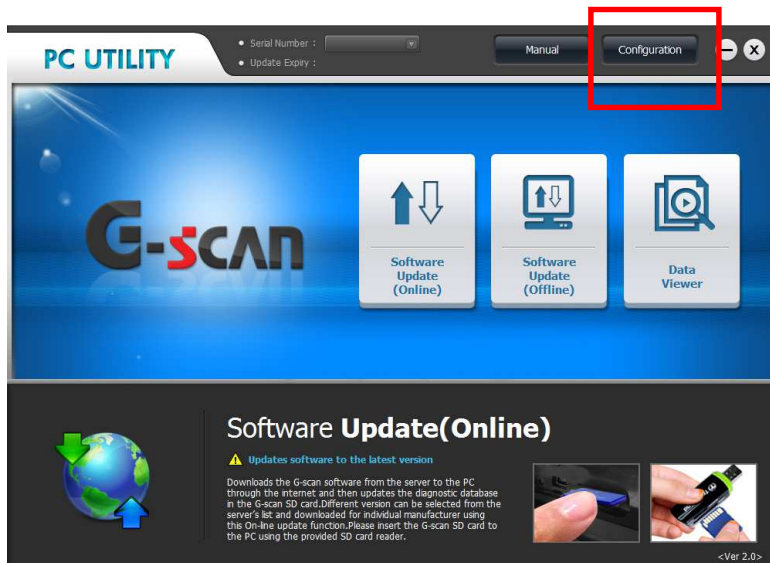 PC UTILITY
Serial Number :
Update Expiry :
Manual
Configuration
G-scan
Software
Update
(Online)
Software
Update
(Offline)
Data
Viewer
Software Update(Online)
Updates software to the latest version
Downloads the G-scan software from the server to the PC
through the internet and then updates the diagnostic database
in the G-scan SD card.Different version can be selected from the
server's list and downloaded for individual manufacturer using
this On-line update function.Please insert the G-scan SD card to
the PC using the provided SD card reader.
<Ver 2.0>